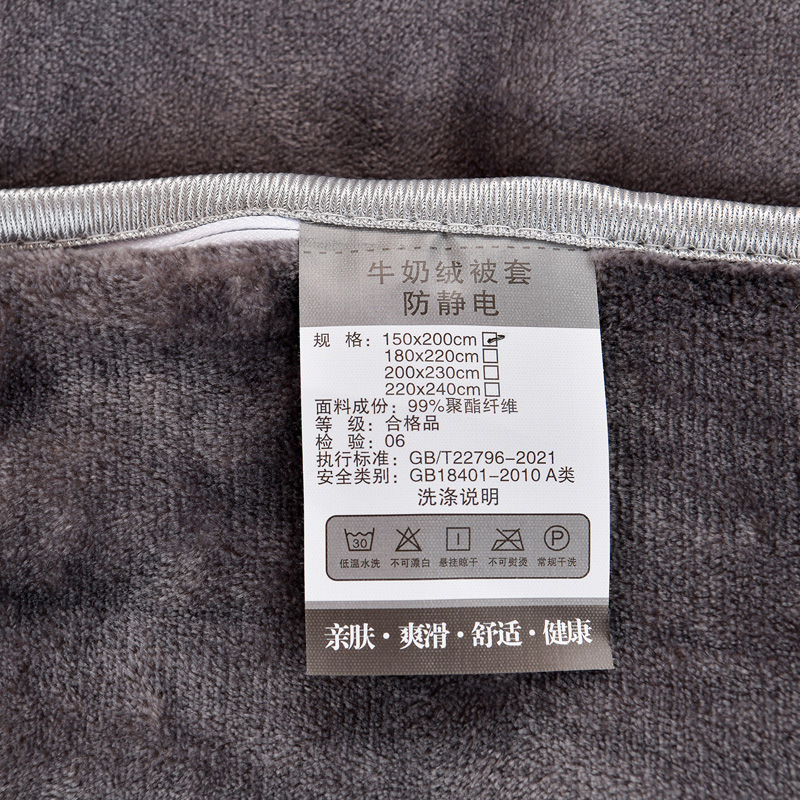 牛奶绒被套
防静电
规 格：150x200cm
180x220cm
200x230cm
220x240cm
面料成份：99%聚酯纤维
等 级：合格品
检 验：06
执行标准：GB/T22796-2021
安全类别：GB18401-2010 A类
洗涤说明
30 P
低温水洗 不可漂白 悬挂晾干 不可熨烫 常规干洗
亲肤·爽滑·舒适·健康